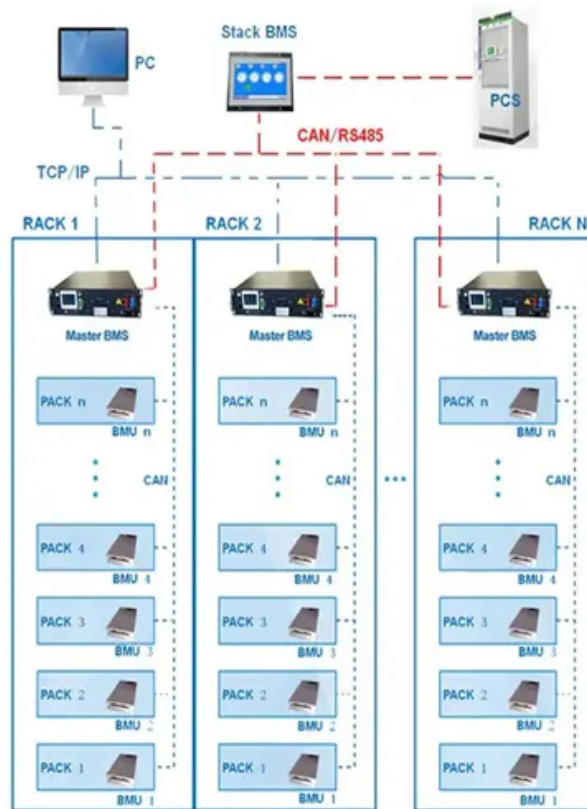 PC
Stack BMS
PCS
CAN/RS485
TCP/IP
RACK 1
RACK 2
RACK N
Master BMS
Master BMS
Master BMS
PACK n
BMU n
PACK n
BMU n
PACK n
BMU n
CAN
CAN
CAN
PACK 4
BMU 4
PACK 4
BMU 4
PACK 4
BMU 4
PACK 3
BMU 3
PACK 3
BMU 3
PACK 3
BMU 3
PACK 2
BMU 2
PACK 2
BMU 2
PACK 2
BMU 2
PACK 1
BMU 1
PACK 1
BMU 1
PACK 1
BMU 1